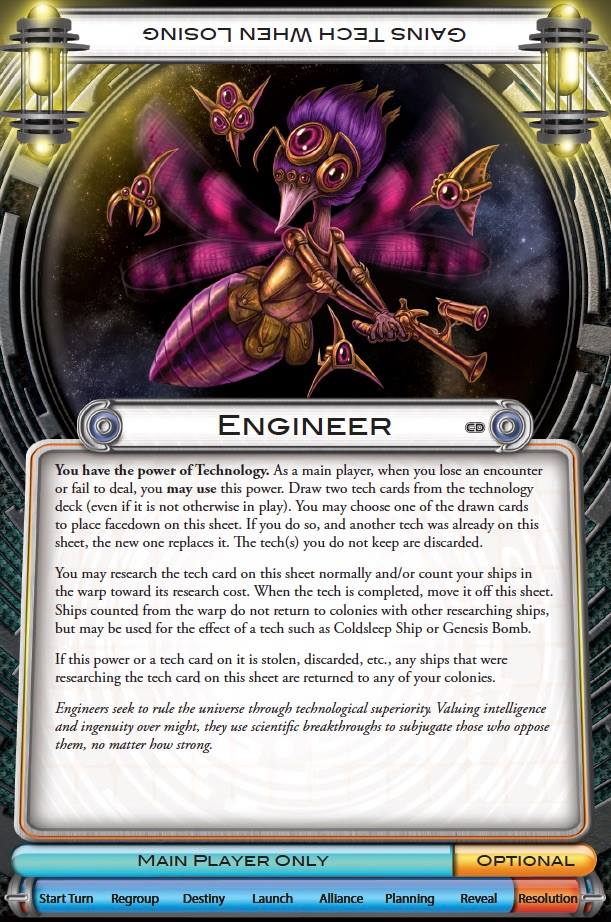 Gains Tech When Losing
Engineer
CD
You have the power of Technology. As a main player, when you lose an encounter
or fail to deal, you may use this power. Draw two tech cards from the technology
deck (even if it is not otherwise in play). You may choose one of the drawn cards
to place facedown on this sheet. If you do so, and another tech was already on this
sheet, the new one replaces it. The tech(s) you do not keep are discarded.
You may research the tech card on this sheet normally and/or count your ships in
the warp toward its research cost. When the tech is completed, move it off this sheet.
Ships counted from the warp do not return to colonies with other researching ships,
but may be used for the effect of a tech such as Coldsleep Ship or Genesis Bomb.
If this power or a tech card on it is stolen, discarded, etc., any ships that were
researching the tech card on this sheet are returned to any of your colonies.
Engineers seek to rule the universe through technological superiority. Valuing intelligence
and ingenuity over might, they use scientific breakthroughs to subjugate those who oppose
them, no matter how strong.
Main Player Only
Optional
Start Turn Regroup Destiny Launch Alliance Planning Reveal Resolution